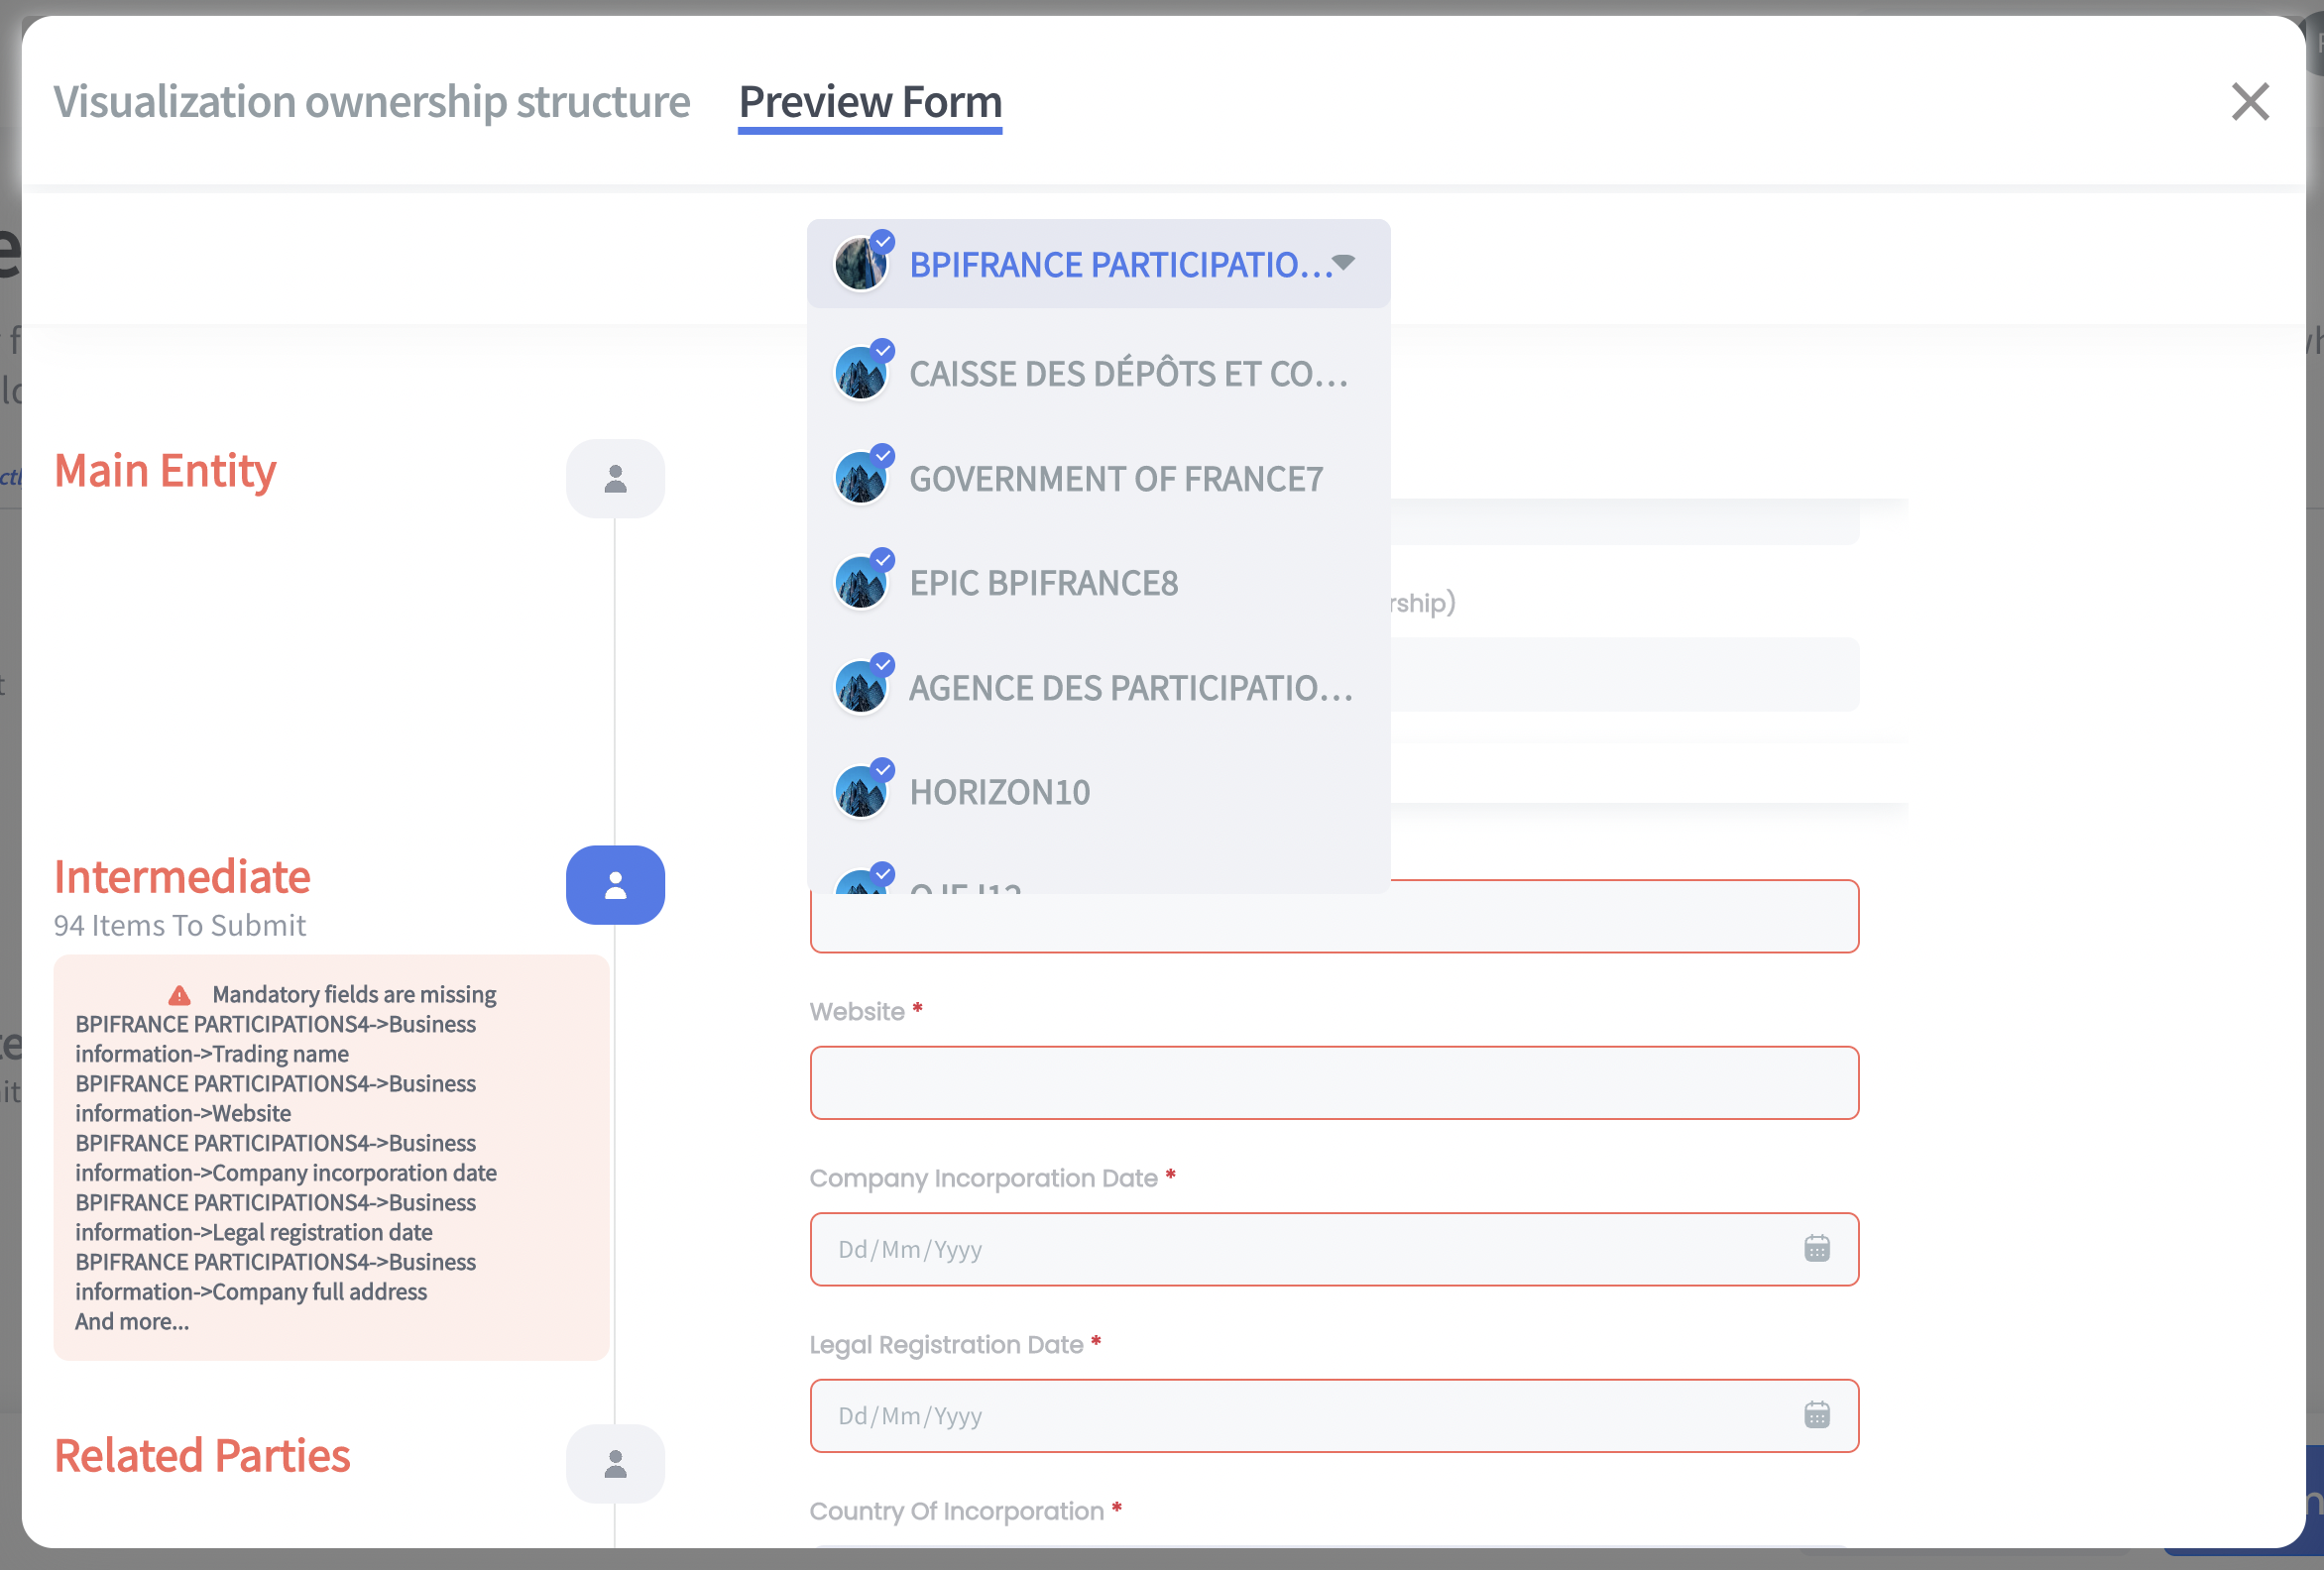 Visualization ownership structure
Preview Form
BPIFRANCE PARTICIPATIO...
CAISSE DES DÉPÔTS ET CO...
GOVERNMENT OF FRANCE7
EPIC BPIFRANCE8
AGENCE DES PARTICIPATIO...
HORIZON10
rship)
Main Entity
Intermediate
94 Items To Submit
Mandatory fields are missing
BPIFRANCE PARTICIPATIONS4->Business
information->Trading name
BPIFRANCE PARTICIPATIONS4->Business
information->Website
BPIFRANCE PARTICIPATIONS4->Business
information->Company incorporation date
BPIFRANCE PARTICIPATIONS4->Business
information->Legal registration date
BPIFRANCE PARTICIPATIONS4->Business
information->Company full address
And more...
Related Parties
Website *
Company Incorporation Date *
Dd/Mm/Yyyy
Legal Registration Date *
Dd/Mm/Yyyy
Country Of Incorporation *